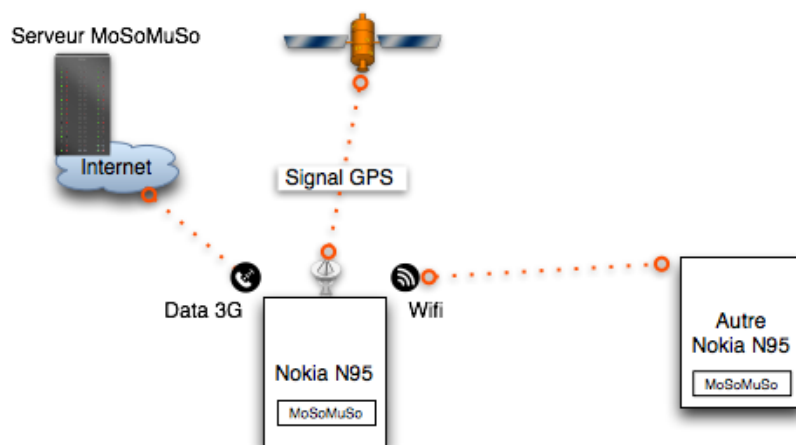 Serveur MoSoMuSo
Internet
Signal GPS
Data 3G
Wifi
Nokia N95
MoSoMuSo
Autre
Nokia N95
MoSoMuSo